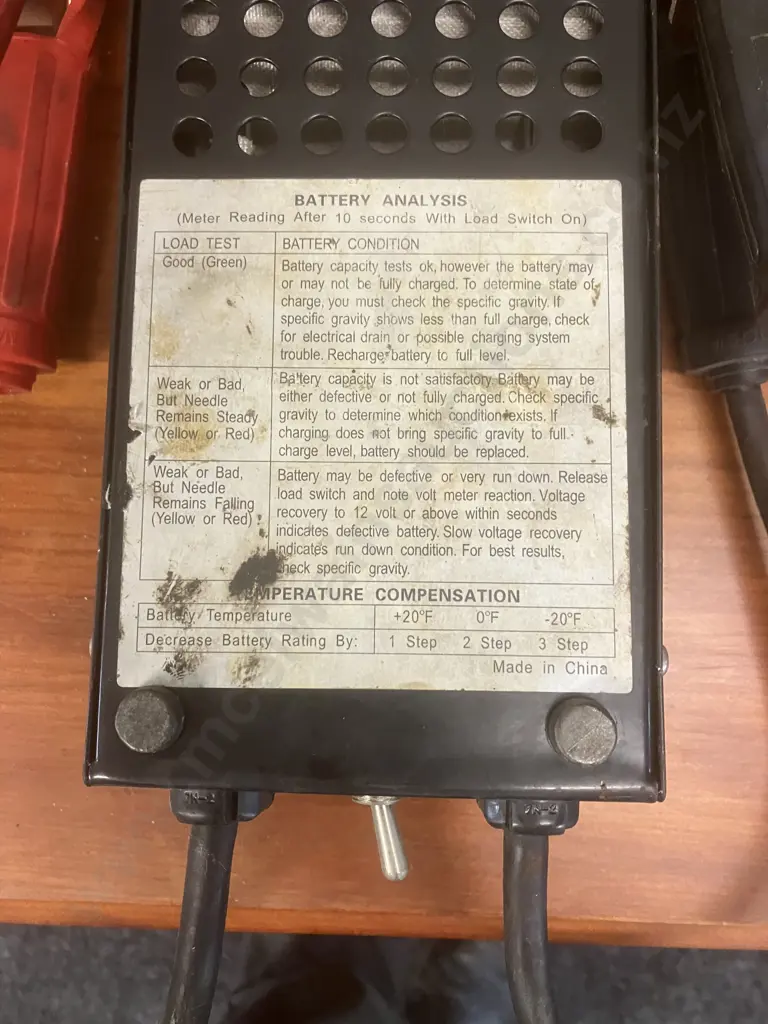 BATTERY ANALYSIS
(Meter Reading After 10 seconds With Load Switch On)
LOAD TEST BATTERY CONDITION
Good (Green)
Battery capacity tests ok, however the battery may
or may not be fully charged. To determine state of
charge, you must check the specific gravity. If
specific gravity shows less than full charge, check
for electrical drain or possible charging system
trouble. Recharge battery to full level.
Weak or Bad,
But Needle
Remains Steady
(Yellow or Red)
Battery capacity is not satisfactory. Battery may be
either defective or not fully charged. Check specific
gravity to determine which condition exists. If
charging does not bring specific gravity to full
charge level, battery should be replaced.
Weak or Bad,
But Needle
Remains Falling
(Yellow or Red)
Battery may be defective or very run down. Release
load switch and note volt meter reaction. Voltage
recovery to 12 volt or above within seconds
indicates defective battery. Slow voltage recovery
indicates run down condition. For best results,
check specific gravity.
TEMPERATURE COMPENSATION
Battery Temperature +20°F 0°F -20°F
Decrease Battery Rating By: 1 Step 2 Step 3 Step
Made in China